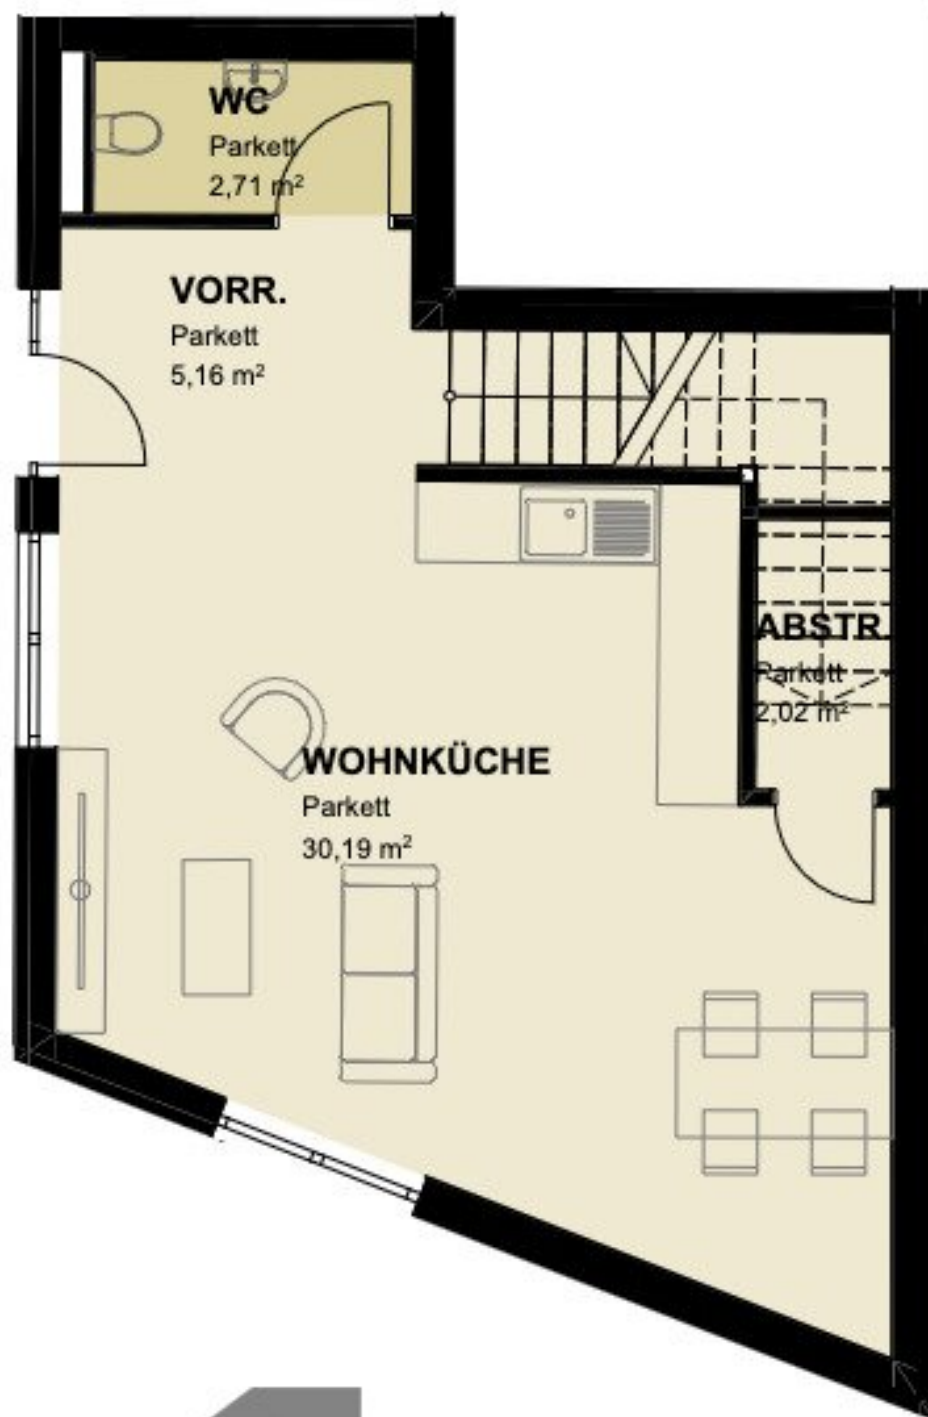 WC
Parkett
2,71 m²
VORR.
Parkett
5,16 m²
ABSTR.
Parkett
2,02 m²
WOHNKÜCHE
Parkett
30,19 m²